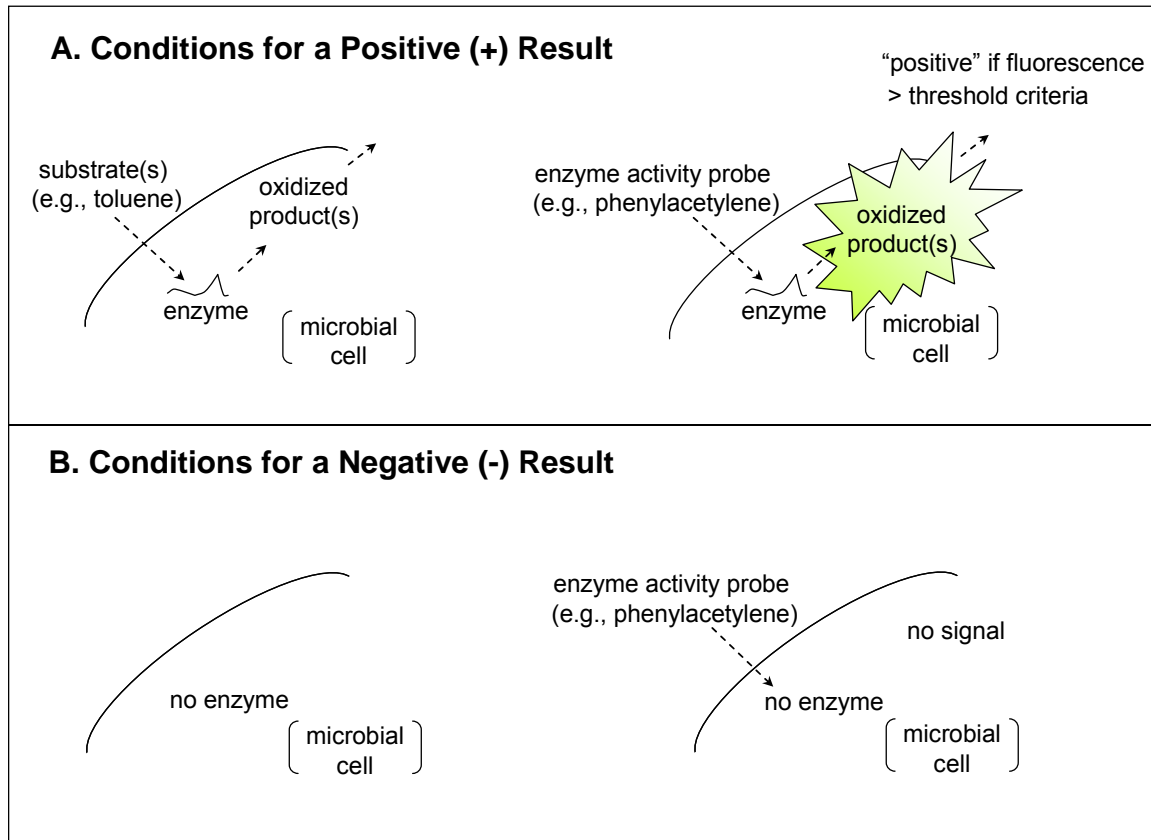 A. Conditions for a Positive (+) Result
“positive” if fluorescence
> threshold criteria
substrate(s)
(e.g., toluene)
oxidized
product(s)
enzyme
microbial
cell
enzyme activity probe
(e.g., phenylacetylene)
oxidized
product(s)
enzyme
microbial
cell
B. Conditions for a Negative (-) Result
no enzyme
microbial
cell
enzyme activity probe
(e.g., phenylacetylene)
no signal
no enzyme
microbial
cell